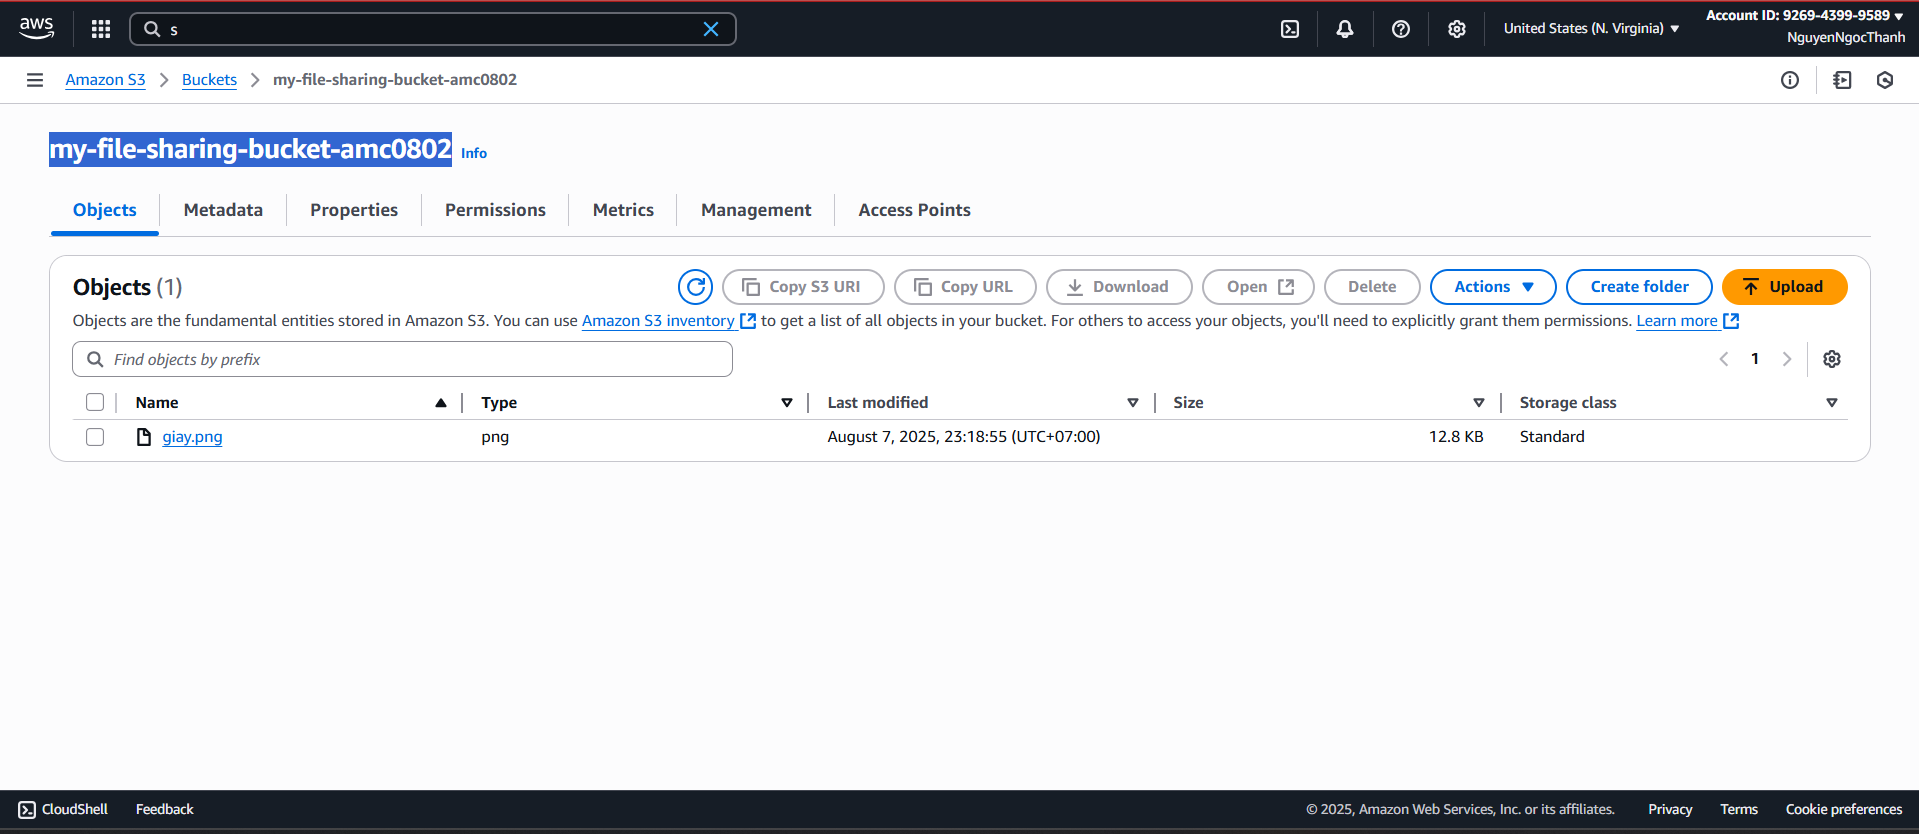 aws
s
United States (N. Virginia)
Account ID: 9269-4399-9589
NguyenNgocThanh
Amazon S3
Buckets
my-file-sharing-bucket-amc0802
my-file-sharing-bucket-amc0802 Info
Objects
Metadata
Properties
Permissions
Metrics
Management
Access Points
Objects (1)
Copy S3 URI
Copy URL
Download
Open
Delete
Actions
Create folder
Upload
Objects are the fundamental entities stored in Amazon S3. You can use Amazon S3 inventory to get a list of all objects in your bucket. For others to access your objects, you'll need to explicitly grant them permissions. Learn more
Find objects by prefix
1
Name Type Last modified Size Storage class
giay.png png August 7, 2025, 23:18:55 (UTC+07:00) 12.8 KB Standard
CloudShell
Feedback
© 2025, Amazon Web Services, Inc. or its affiliates.
Privacy
Terms
Cookie preferences